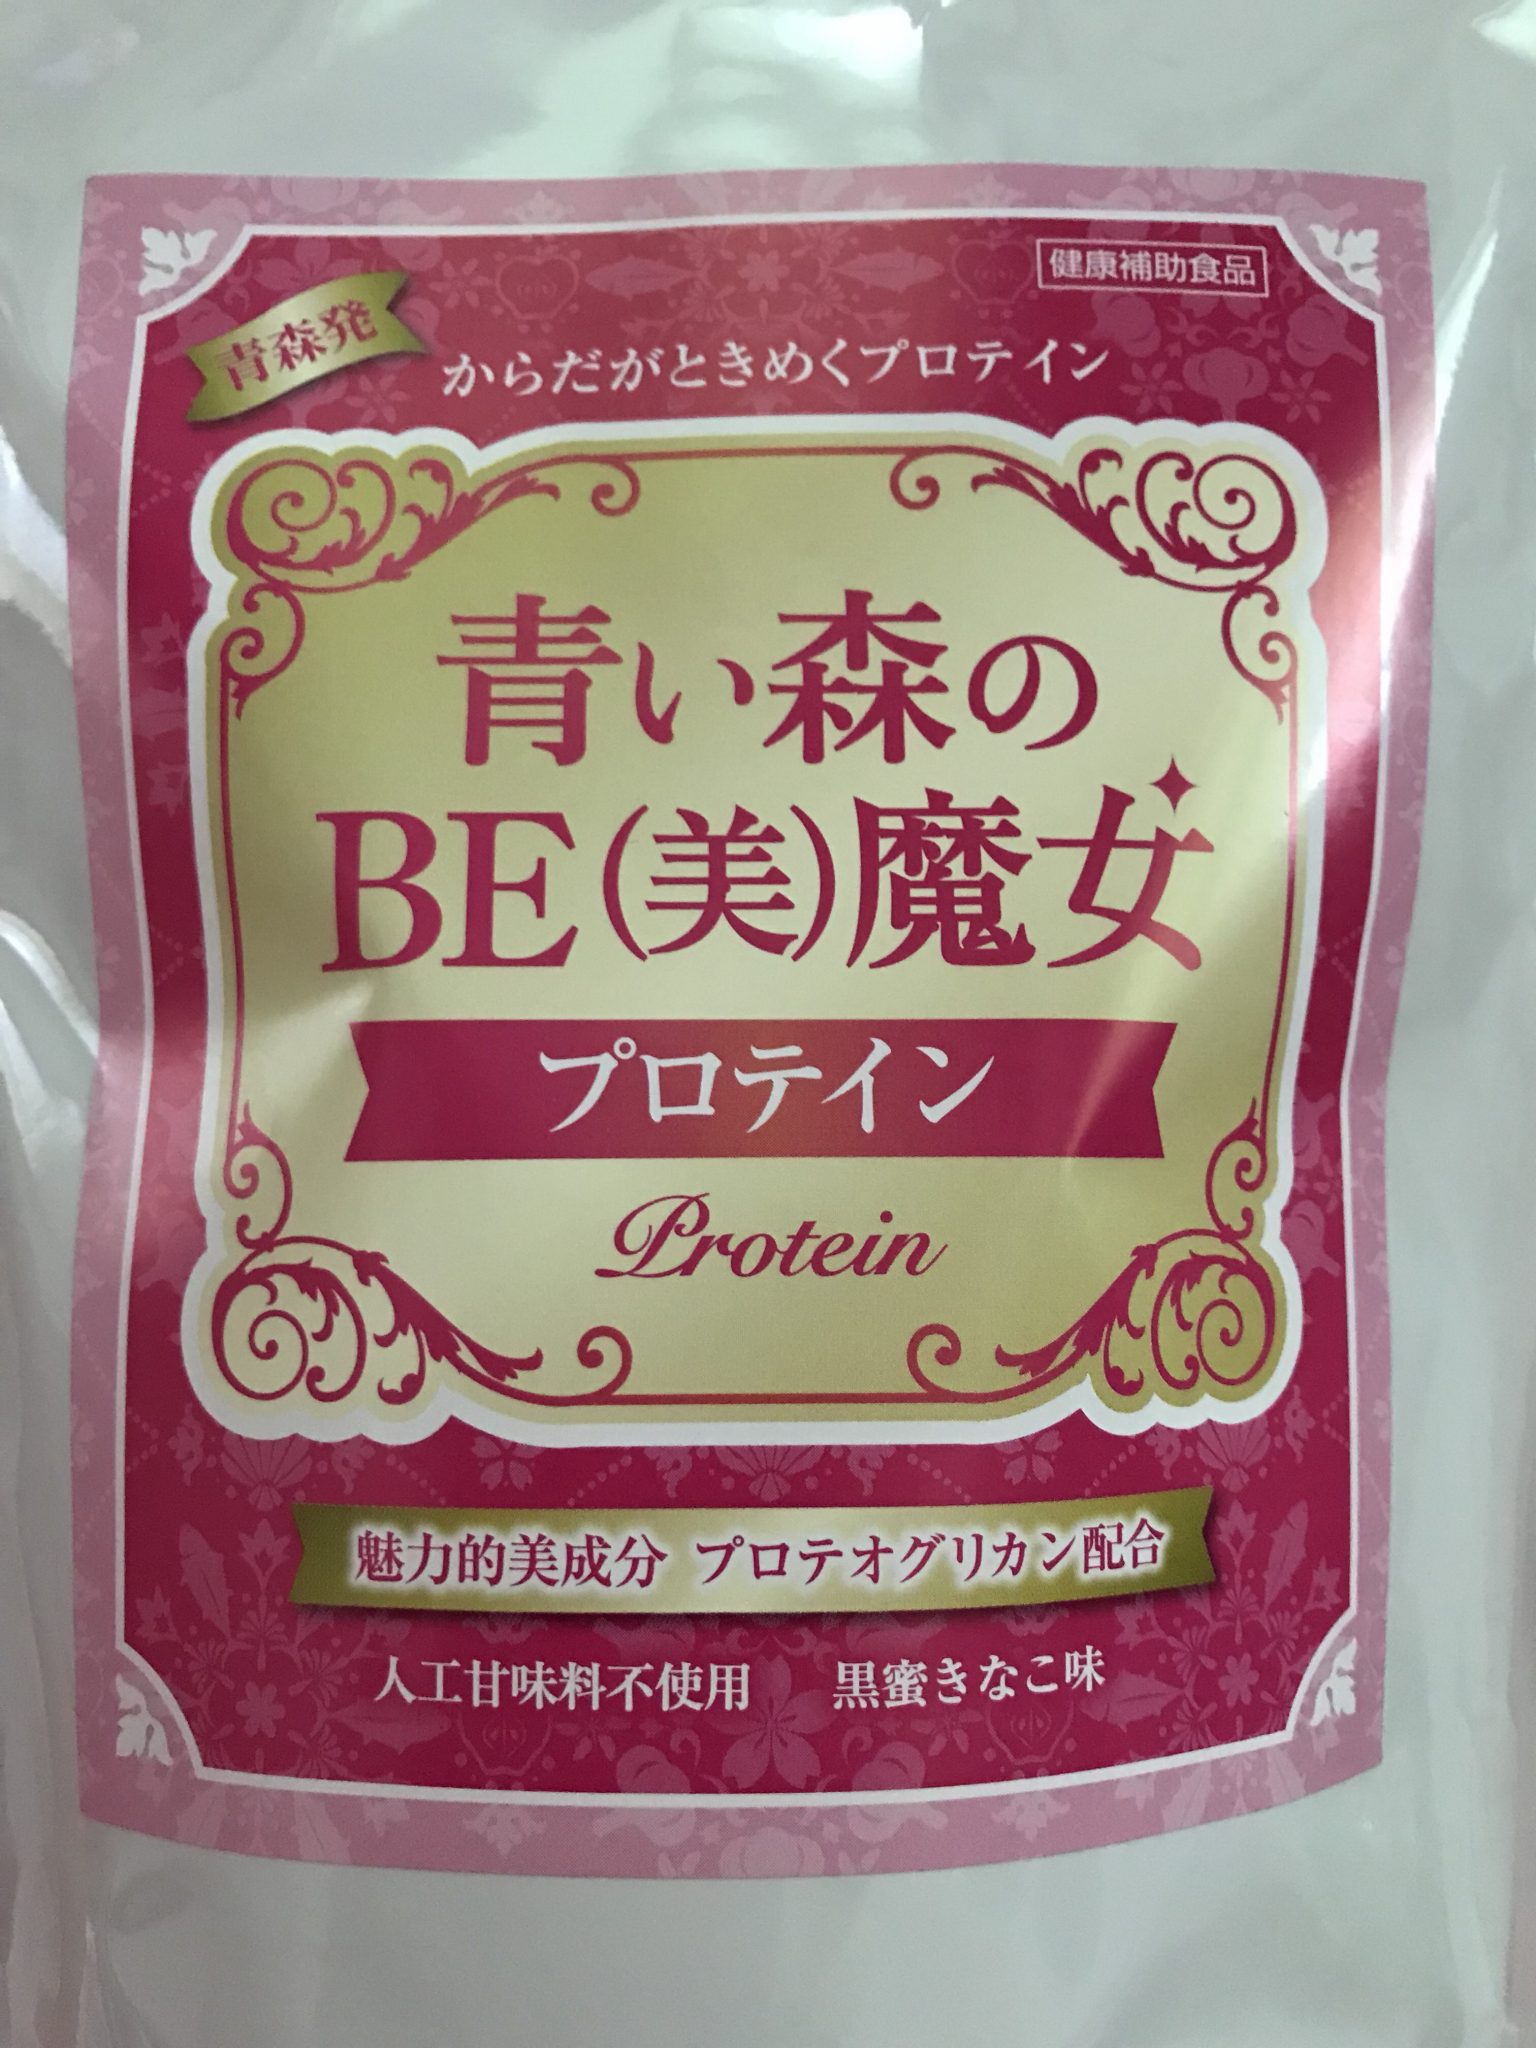 健康補助食品
青森発
からだがときめくプロテイン
青い森の
BE(美)魔女
プロテイン
Protein
魅力的美成分 プロテオグリカン配合
人工甘味料不使用 黒蜜きなこ味